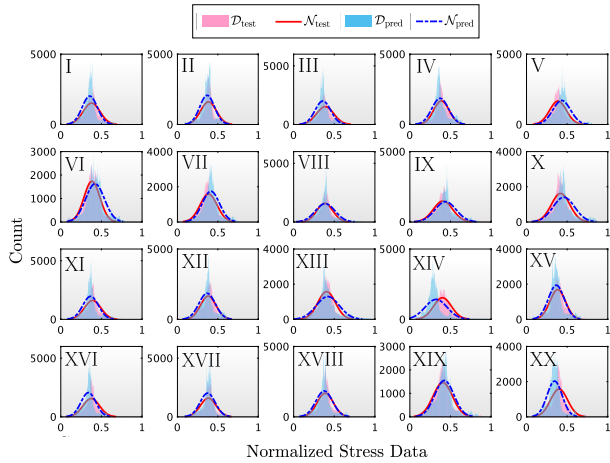 𝒟test 𝒩test 𝒟pred 𝒩pred
5000 5000 5000 5000
I II III IV V
0 0 0 0 0
0 0.5 1 0 0.5 1 0 0.5 1 0 0.5 1 0 0.5 1
3000 4000 5000 4000 4000
VI VII VIII IX X
2000
1000 2000 2000 2000
0 0 0 0 0
0 0.5 1 0 0.5 1 0 0.5 1 0 0.5 1 0 0.5 1
Count
5000 5000 4000 5000 4000
XI XII XIII XIV XV
2000 2000
0 0 0 0 0
0 0.5 1 0 0.5 1 0 0.5 1 0 0.5 1 0 0.5 1
5000 5000 5000 3000 4000
XVI XVII XVIII XIX XX
2000
1000 2000
0 0 0 0 0
0 0.5 1 0 0.5 1 0 0.5 1 0 0.5 1 0 0.5 1
Normalized Stress Data